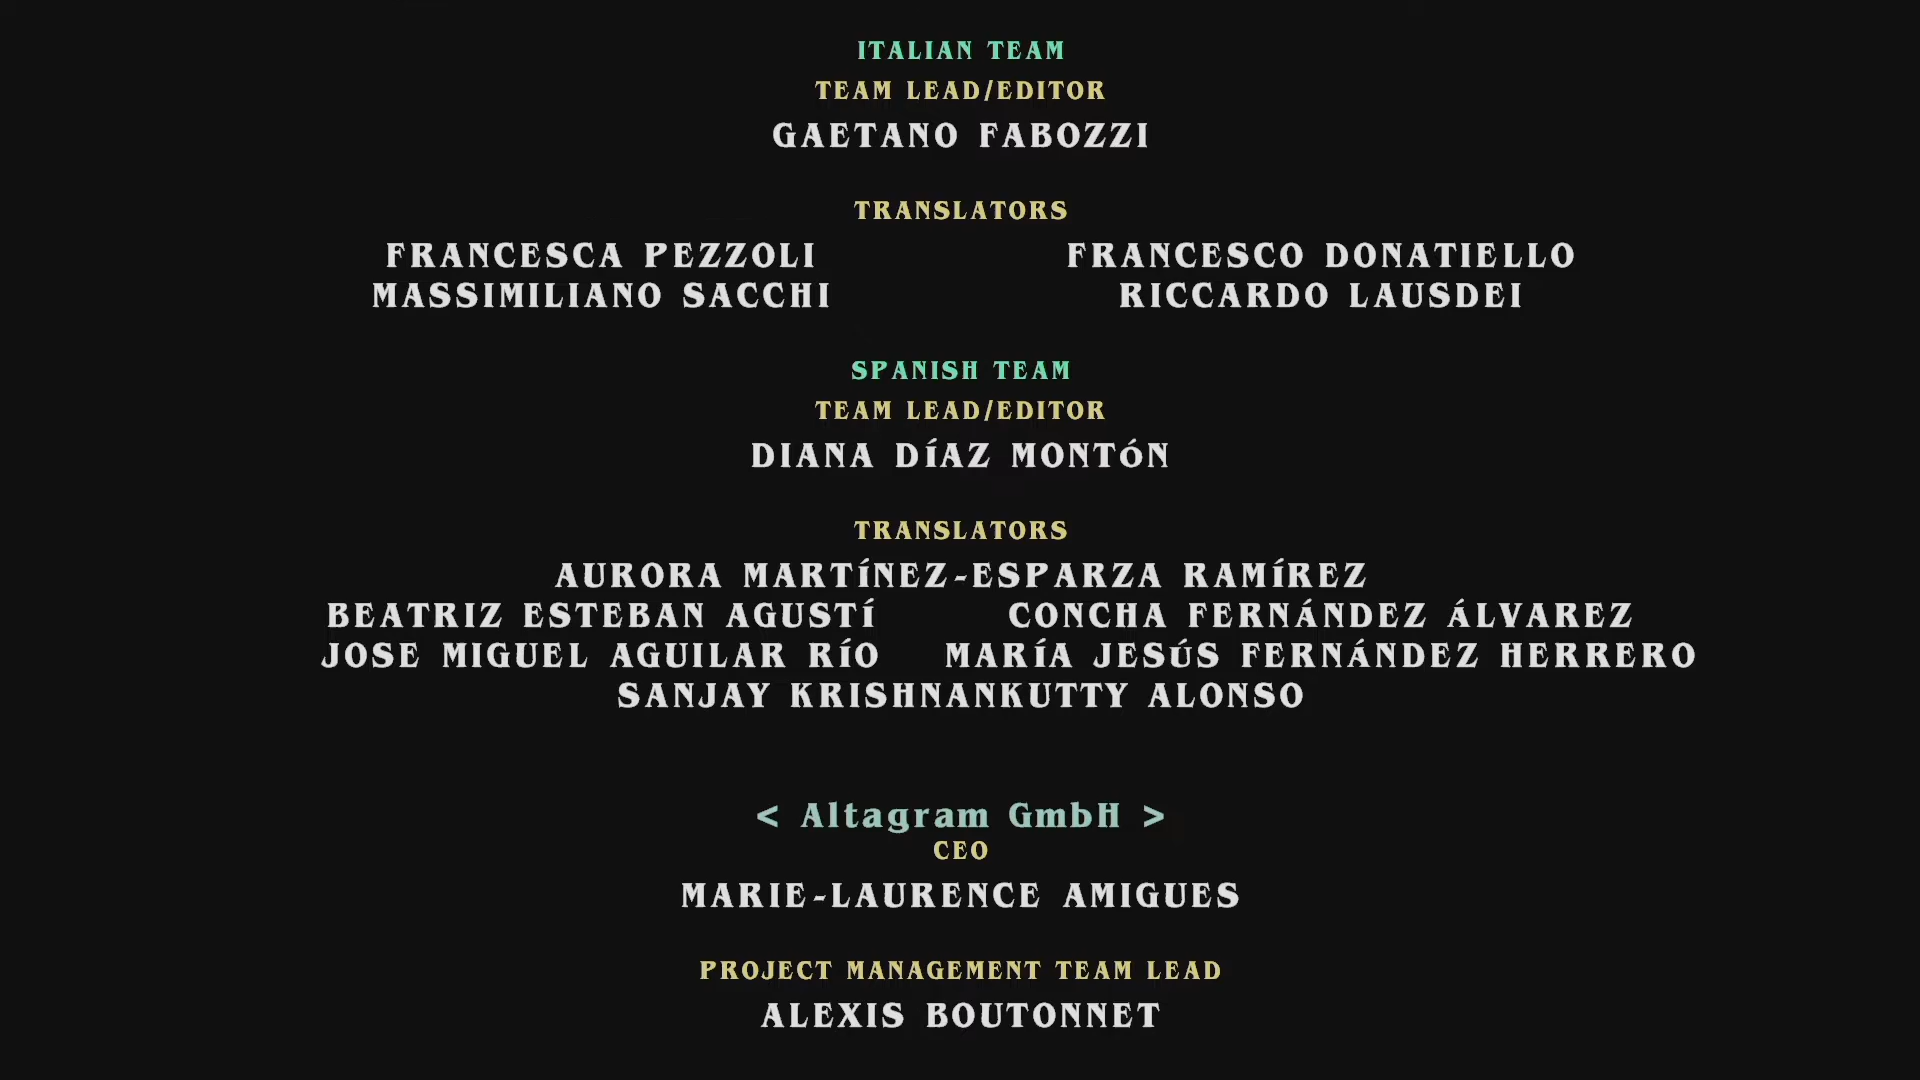 ITALIAN TEAM
TEAM LEAD/EDITOR
GAETANO FABOZZI
TRANSLATORS
FRANCESCA PEZZOLI FRANCESCO DONATIELLO
MASSIMILIANO SACCHI RICCARDO LAUSDEI
SPANISH TEAM
TEAM LEAD/EDITOR
DIANA DÍAZ MONTÓN
TRANSLATORS
AURORA MARTÍNEZ-ESPARZA RAMÍREZ
BEATRIZ ESTEBAN AGUSTÍ CONCHA FERNÁNDEZ ÁLVAREZ
JOSE MIGUEL AGUILAR RÍO MARÍA JESÚS FERNÁNDEZ HERRERO
SANJAY KRISHNANKUTTY ALONSO
< Altagram GmbH >
CEO
MARIE-LAURENCE AMIGUES
PROJECT MANAGEMENT TEAM LEAD
ALEXIS BOUTONNET